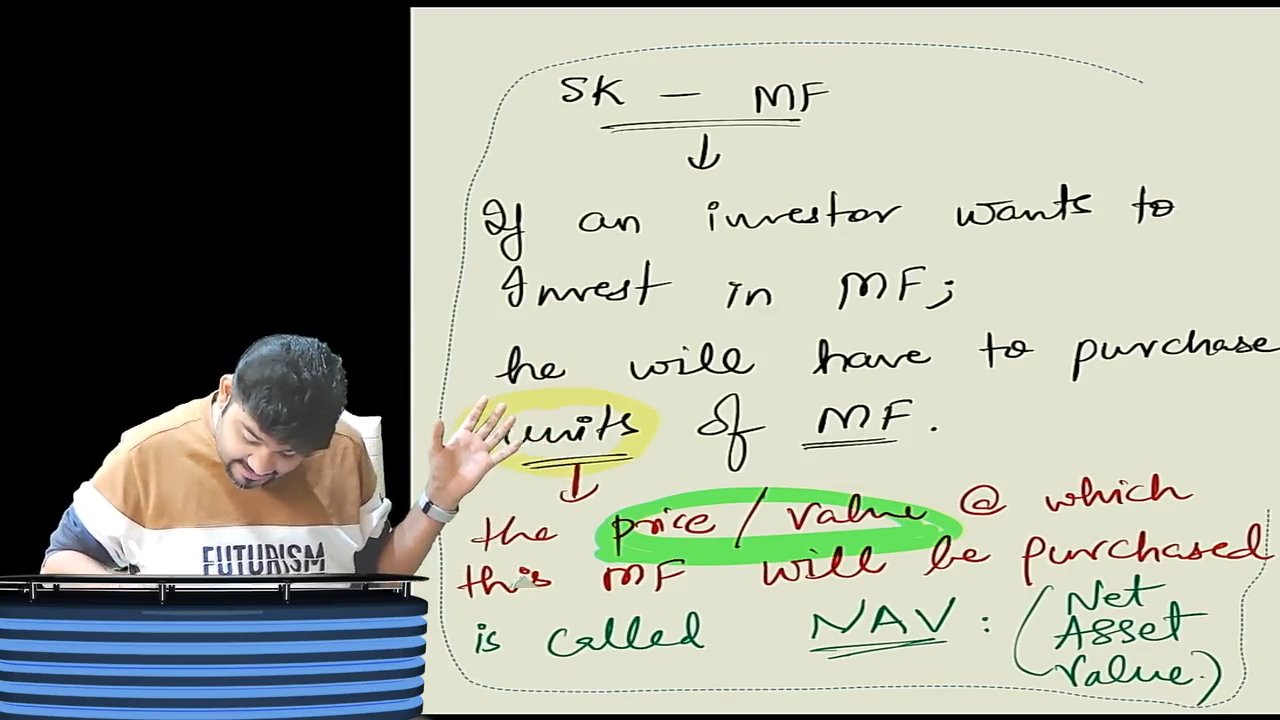 SK - MF
If an investor wants to
Invest in MF;
he will have to purchase
units of MF.
the price / value @ which
this MF will be purchased
is called NAV : (Net
Asset
Value.)
FUTURISM